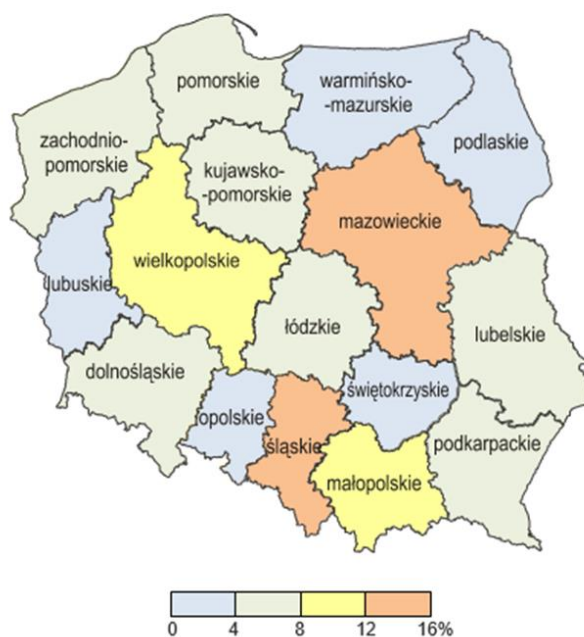 pomorskie
warmińsko-
-mazurskie
podlaskie
zachodnio-
pomorskie
kujawsko-
-pomorskie
mazowieckie
wielkopolskie
lubuskie
łódzkie
lubelskie
dolnośląskie
opolskie
śląskie
świętokrzyskie
podkarpackie
małopolskie
0 4 8 12 16%